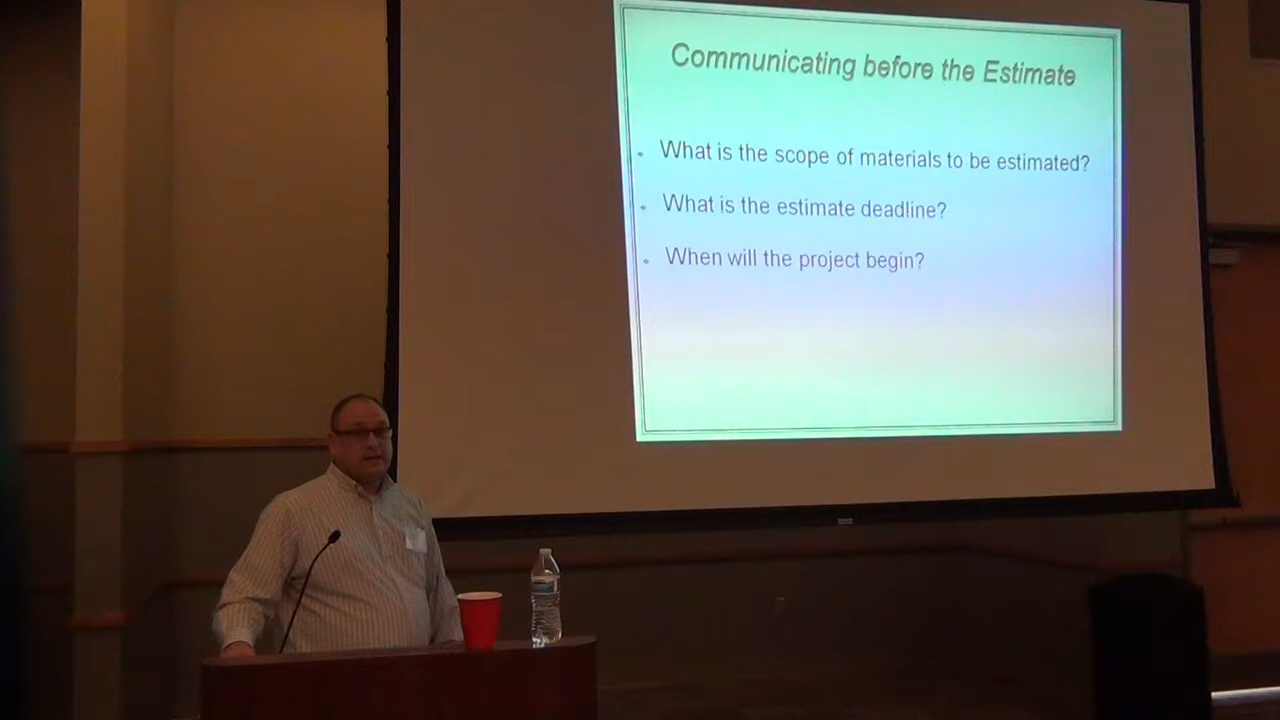 Communicating before the Estimate
What is the scope of materials to be estimated?
What is the estimate deadline?
When will the project begin?